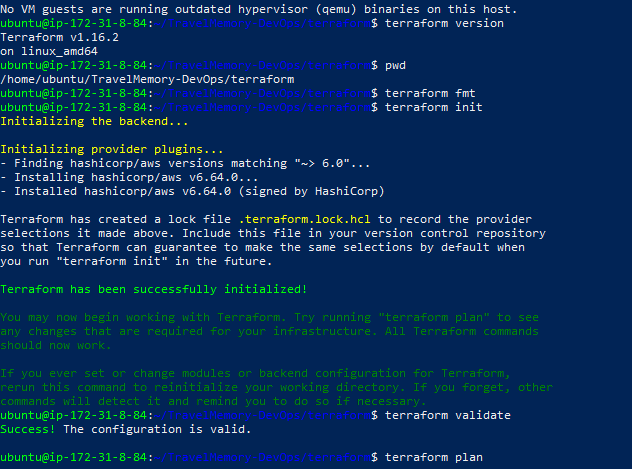 No VM guests are running outdated hypervisor (qemu) binaries on this host.
ubuntu@ip-172-31-8-84:~/TravelMemory-DevOps/terraform$ terraform version
Terraform v1.16.2
on linux_amd64
ubuntu@ip-172-31-8-84:~/TravelMemory-DevOps/terraform$ pwd
/home/ubuntu/TravelMemory-DevOps/terraform
ubuntu@ip-172-31-8-84:~/TravelMemory-DevOps/terraform$ terraform fmt
ubuntu@ip-172-31-8-84:~/TravelMemory-DevOps/terraform$ terraform init
Initializing the backend...
Initializing provider plugins...
- Finding hashicorp/aws versions matching "~> 6.0"...
- Installing hashicorp/aws v6.64.0...
- Installed hashicorp/aws v6.64.0 (signed by HashiCorp)
Terraform has created a lock file .terraform.lock.hcl to record the provider
selections it made above. Include this file in your version control repository
so that Terraform can guarantee to make the same selections by default when
you run "terraform init" in the future.
Terraform has been successfully initialized!
You may now begin working with Terraform. Try running "terraform plan" to see
any changes that are required for your infrastructure. All Terraform commands
should now work.
If you ever set or change modules or backend configuration for Terraform,
rerun this command to reinitialize your working directory. If you forget, other
commands will detect it and remind you to do so if necessary.
ubuntu@ip-172-31-8-84:~/TravelMemory-DevOps/terraform$ terraform validate
Success! The configuration is valid.
ubuntu@ip-172-31-8-84:~/TravelMemory-DevOps/terraform$ terraform plan